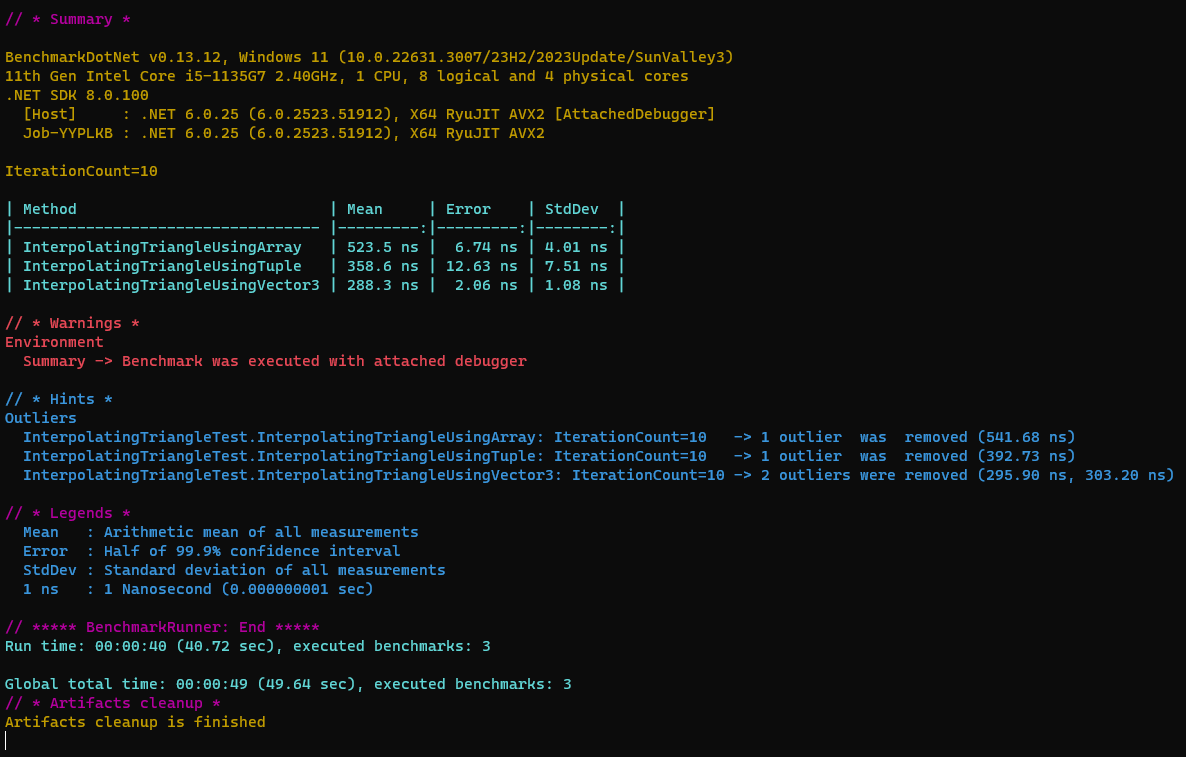 // * Summary *
BenchmarkDotNet v0.13.12, Windows 11 (10.0.22631.3007/23H2/2023Update/SunValley3)
11th Gen Intel Core i5-1135G7 2.40GHz, 1 CPU, 8 logical and 4 physical cores
.NET SDK 8.0.100
  [Host]     : .NET 6.0.25 (6.0.2523.51912), X64 RyuJIT AVX2 [AttachedDebugger]
  Job-YYPLKB : .NET 6.0.25 (6.0.2523.51912), X64 RyuJIT AVX2
IterationCount=10
| Method                            | Mean     | Error    | StdDev  |
|---------------------------------- |---------:|---------:|--------:|
| InterpolatingTriangleUsingArray   | 523.5 ns |  6.74 ns | 4.01 ns |
| InterpolatingTriangleUsingTuple   | 358.6 ns | 12.63 ns | 7.51 ns |
| InterpolatingTriangleUsingVector3 | 288.3 ns |  2.06 ns | 1.08 ns |
// * Warnings *
Environment
  Summary -> Benchmark was executed with attached debugger
// * Hints *
Outliers
  InterpolatingTriangleTest.InterpolatingTriangleUsingArray: IterationCount=10   -> 1 outlier  was  removed (541.68 ns)
  InterpolatingTriangleTest.InterpolatingTriangleUsingTuple: IterationCount=10   -> 1 outlier  was  removed (392.73 ns)
  InterpolatingTriangleTest.InterpolatingTriangleUsingVector3: IterationCount=10 -> 2 outliers were removed (295.90 ns, 303.20 ns)
// * Legends *
  Mean   : Arithmetic mean of all measurements
  Error  : Half of 99.9% confidence interval
  StdDev : Standard deviation of all measurements
  1 ns   : 1 Nanosecond (0.000000001 sec)
// ***** BenchmarkRunner: End *****
Run time: 00:00:40 (40.72 sec), executed benchmarks: 3
Global total time: 00:00:49 (49.64 sec), executed benchmarks: 3
// * Artifacts cleanup *
Artifacts cleanup is finished